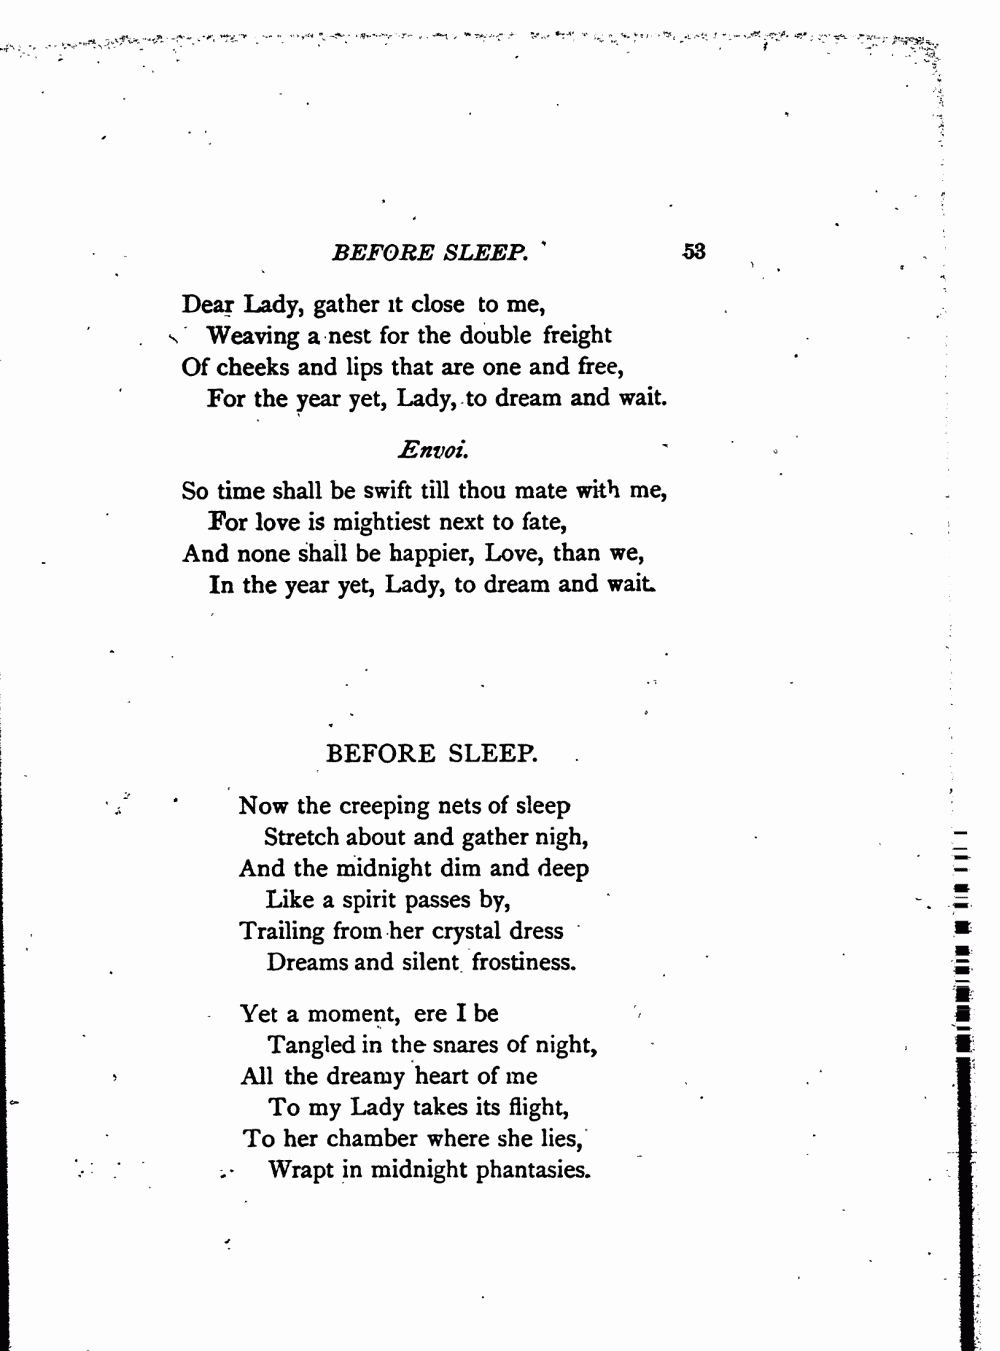 BEFORE SLEEP. 53
Dear Lady, gather it close to me,
Weaving a nest for the double freight
Of cheeks and lips that are one and free,
For the year yet, Lady, to dream and wait.
Envoi.
So time shall be swift till thou mate with me,
For love is mightiest next to fate,
And none shall be happier, Love, than we,
In the year yet, Lady, to dream and wait.
BEFORE SLEEP.
Now the creeping nets of sleep
Stretch about and gather nigh,
And the midnight dim and deep
Like a spirit passes by,
Trailing from her crystal dress
Dreams and silent frostiness.
Yet a moment, ere I be
Tangled in the snares of night,
All the dreamy heart of me
To my Lady takes its flight,
To her chamber where she lies,
Wrapt in midnight phantasies.